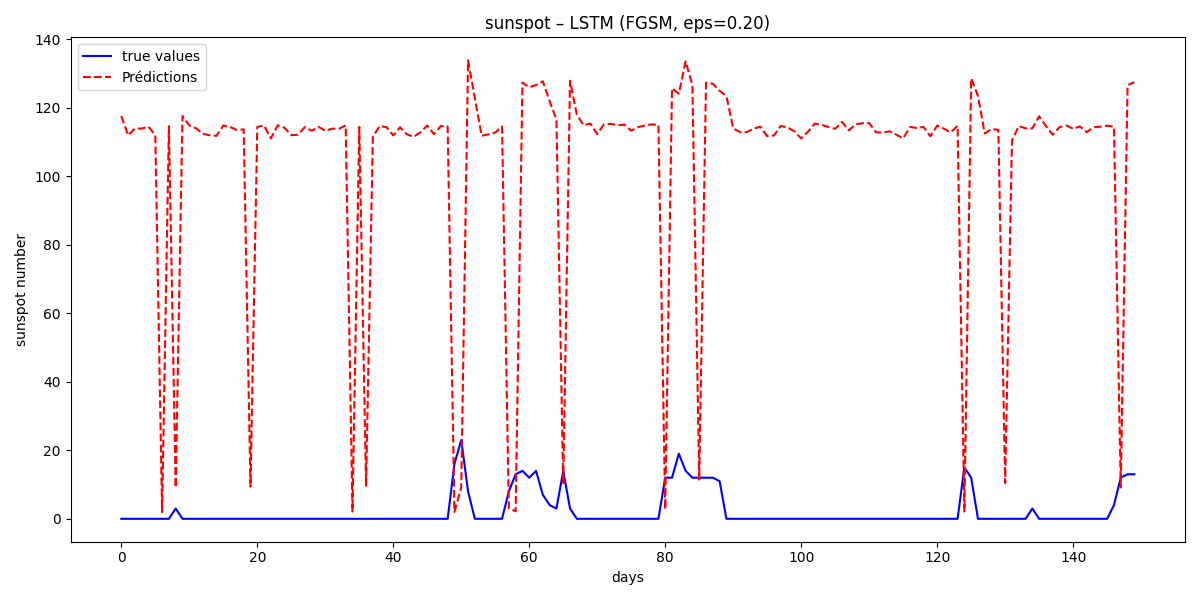 sunspot – LSTM (FGSM, eps=0.20)
true values
Prédictions
sunspot number
140
120
100
80
60
40
20
0
0 20 40 60 80 100 120 140
days